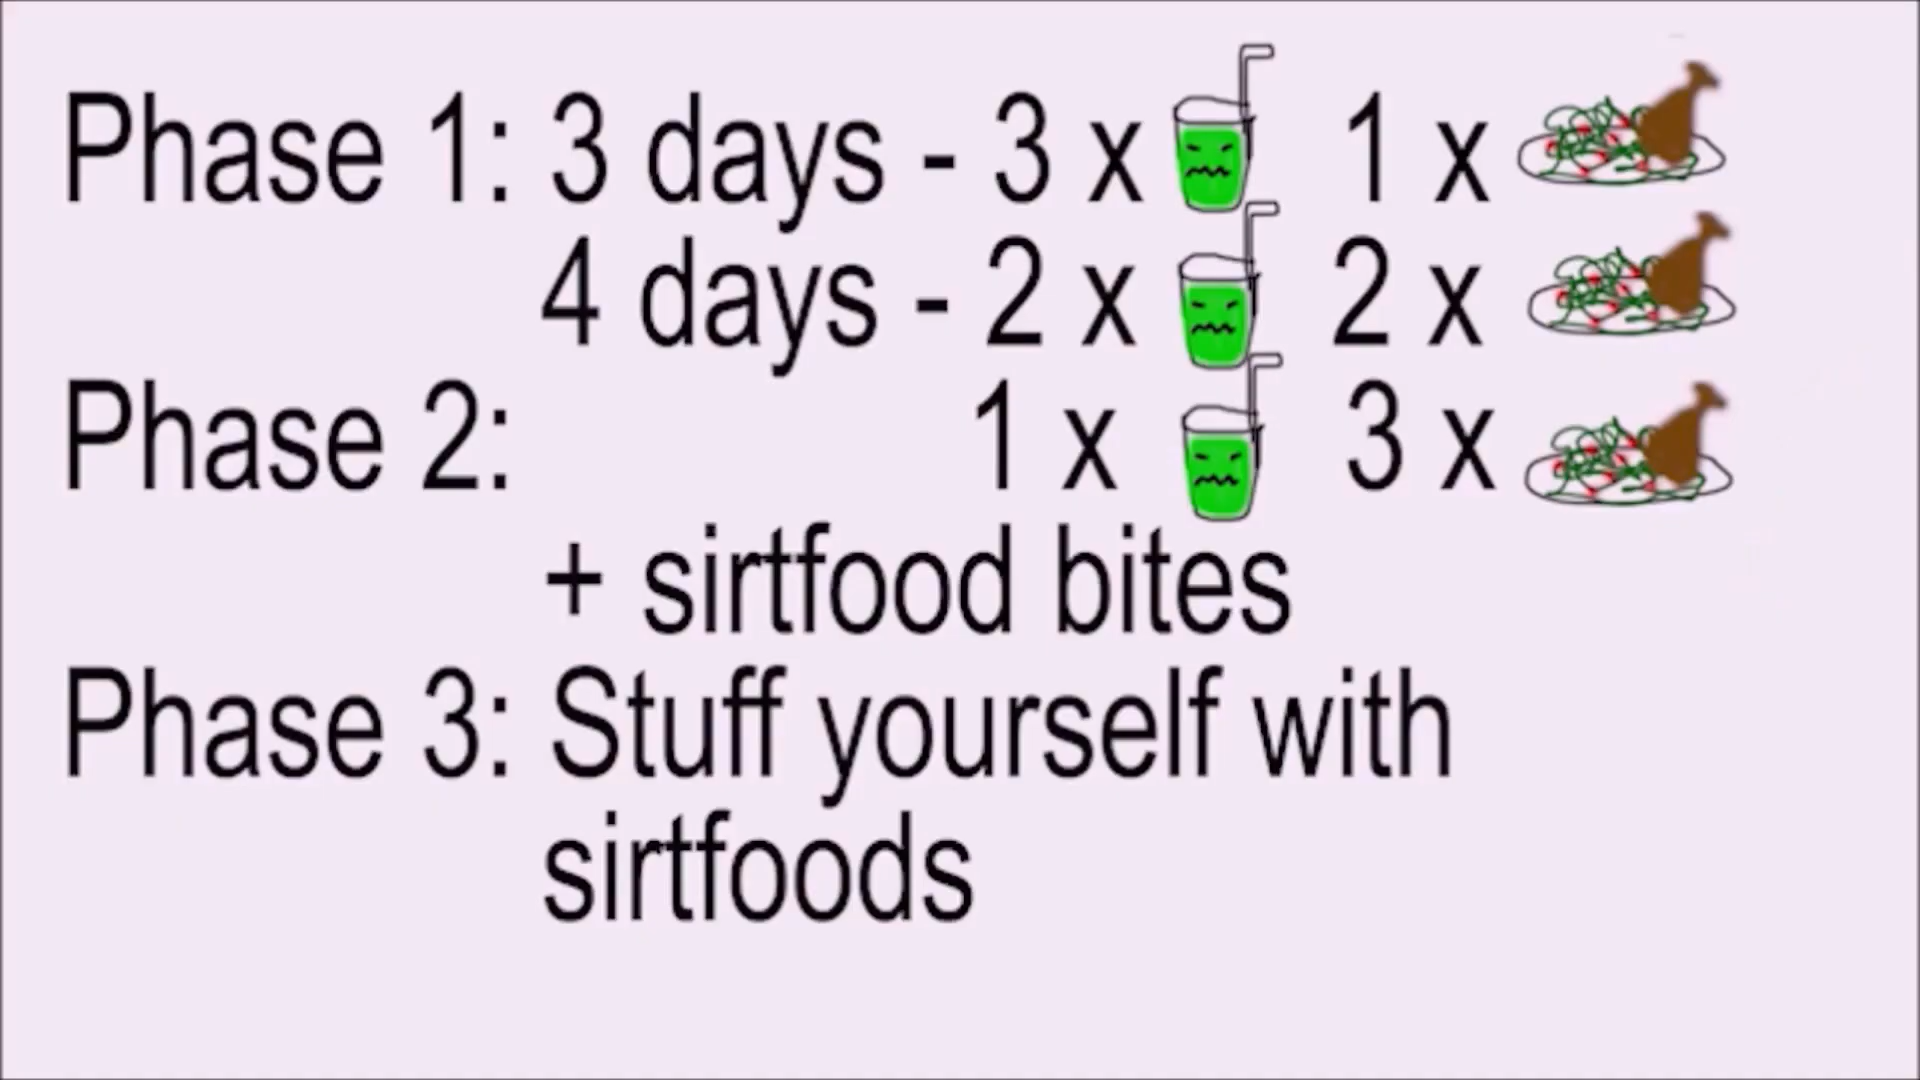 Phase 1: 3 days - 3 x 1 x
4 days - 2 x 2 x
Phase 2: 1 x 3 x
+ sirtfood bites
Phase 3: Stuff yourself with
sirtfoods